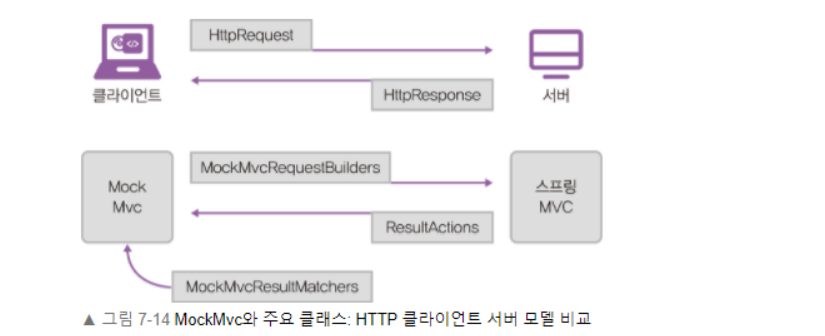 HttpRequest
클라이언트
HttpResponse
서버
MockMvcRequestBuilders
Mock
Mvc
스프링
MVC
ResultActions
MockMvcResultMatchers
▲ 그림 7-14 MockMvc와 주요 클래스: HTTP 클라이언트 서버 모델 비교